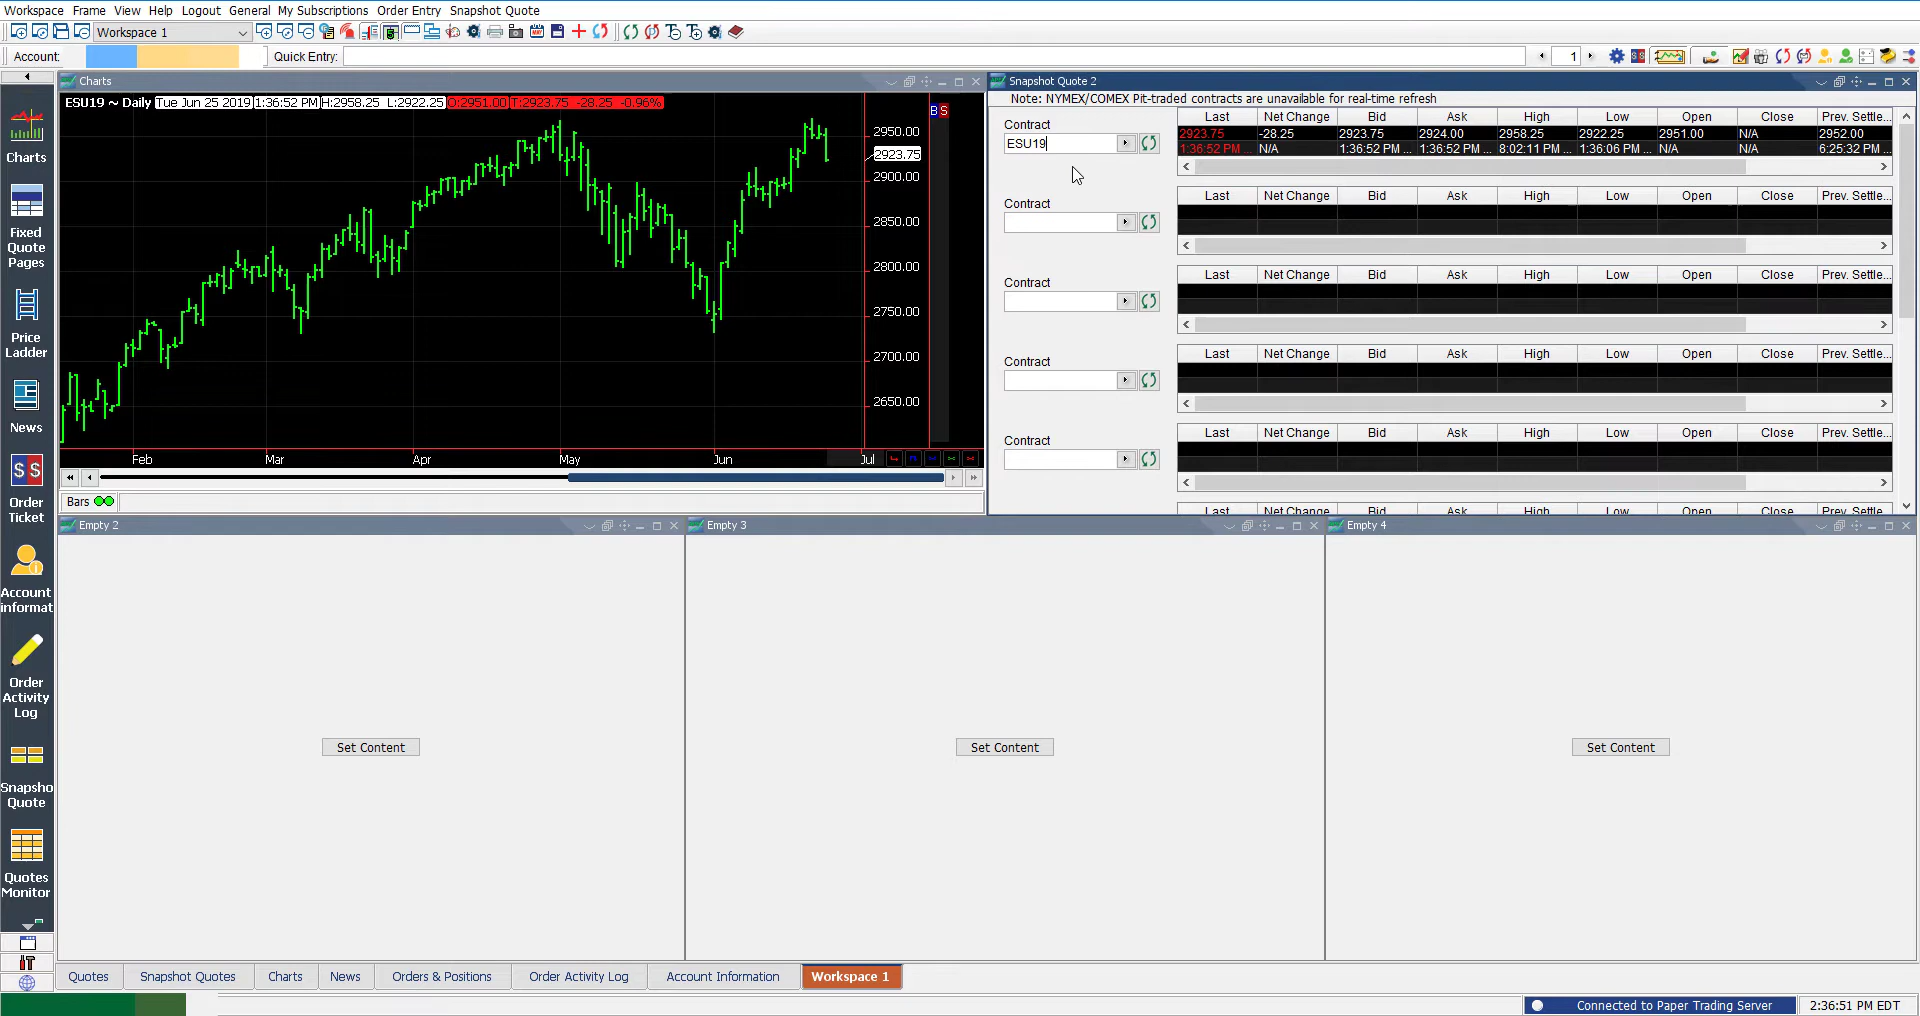 Workspace Frame View Help Logout General My Subscriptions Order Entry Snapshot Quote
Workspace 1
Account: Quick Entry: 1
Charts
ESU19 ~ Daily Tue Jun 25 2019 1:36:52 PM H:2958.25 L:2922.25 O:2951.00 T:2923.75 -28.25 -0.96%
B S
2950.00
2923.75
2900.00
2850.00
2800.00
2750.00
2700.00
2650.00
Feb Mar Apr May Jun Jul
Bars
Snapshot Quote 2
Note: NYMEX/COMEX Pit-traded contracts are unavailable for real-time refresh
Contract
ESU19
Last Net Change Bid Ask High Low Open Close Prev. Settle...
2923.75 -28.25 2923.75 2924.00 2958.25 2922.25 2951.00 N/A 2952.00
1:36:52 PM ... N/A 1:36:52 PM ... 1:36:52 PM ... 8:02:11 PM ... 1:36:06 PM ... N/A N/A 6:25:32 PM ...
Contract
Last Net Change Bid Ask High Low Open Close Prev. Settle...
Contract
Last Net Change Bid Ask High Low Open Close Prev. Settle...
Contract
Last Net Change Bid Ask High Low Open Close Prev. Settle...
Contract
Last Net Change Bid Ask High Low Open Close Prev. Settle...
Last Net Change Bid Ask High Low Open Close Prev. Settle...
Charts
Fixed
Quote
Pages
Price
Ladder
News
$ $
Order
Ticket
Account
informat
Order
Activity
Log
Snapsho
Quote
Quotes
Monitor
Empty 2
Set Content
Empty 3
Set Content
Empty 4
Set Content
Quotes Snapshot Quotes Charts News Orders & Positions Order Activity Log Account Information Workspace 1
Connected to Paper Trading Server 2:36:51 PM EDT